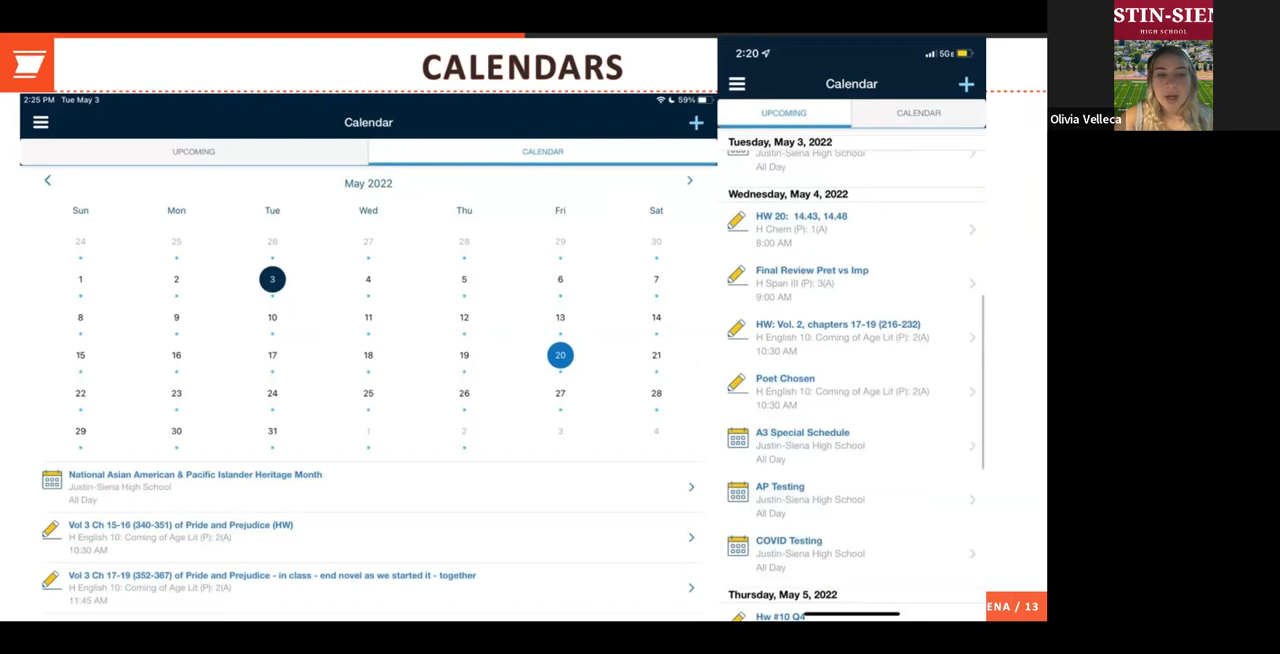 CALENDARS
2:25 PM Tue May 3
59%
Calendar
+
UPCOMING
CALENDAR
May 2022
Sun Mon Tue Wed Thu Fri Sat
24 25 26 27 28 29 30
1 2 3 4 5 6 7
8 9 10 11 12 13 14
15 16 17 18 19 20 21
22 23 24 25 26 27 28
29 30 31 1 2 3 4
National Asian American & Pacific Islander Heritage Month
Justin-Siena High School
All Day
Vol 3 Ch 15-16 (340-351) of Pride and Prejudice (HW)
H English 10: Coming of Age Lit (P): 2(A)
10:30 AM
Vol 3 Ch 17-19 (352-367) of Pride and Prejudice - in class - end novel as we started it - together
H English 10: Coming of Age Lit (P): 2(A)
11:45 AM
2:20
5GE
Calendar
+
UPCOMING
CALENDAR
Tuesday, May 3, 2022
Justin-Siena High School
All Day
Wednesday, May 4, 2022
HW 20: 14.43, 14.48
H Chem (P): 1(A)
8:00 AM
Final Review Pret vs Imp
H Span III (P): 3(A)
9:00 AM
HW: Vol. 2, chapters 17-19 (216-232)
H English 10: Coming of Age Lit (P): 2(A)
10:30 AM
Poet Chosen
H English 10: Coming of Age Lit (P): 2(A)
10:30 AM
A3 Special Schedule
Justin-Siena High School
All Day
AP Testing
Justin-Siena High School
All Day
COVID Testing
Justin-Siena High School
All Day
Thursday, May 5, 2022
Hw #10 Q4
ENA / 13
STIN-SIEN
HIGH SCHOOL
Olivia Velleca